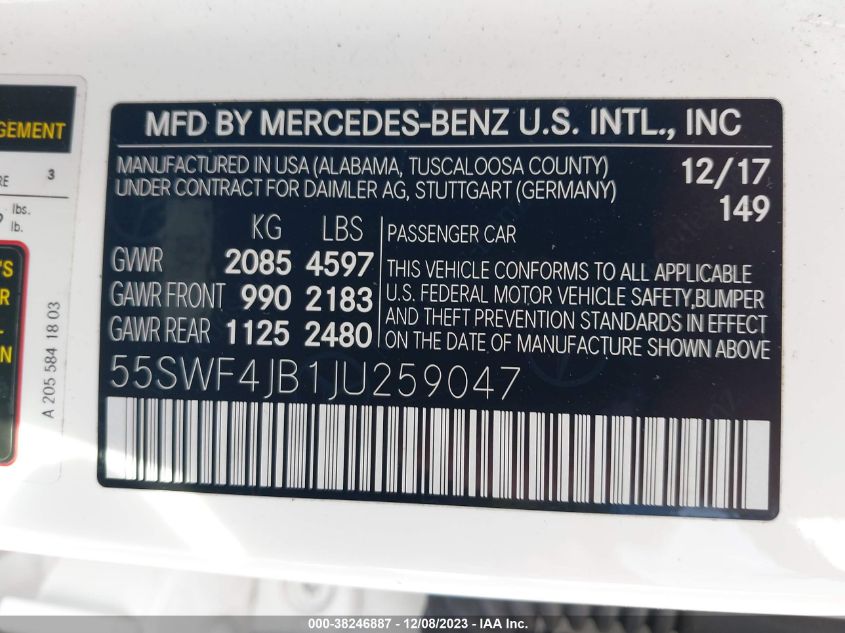 GEMENT
RE 3
lbs.
lb.
'S
R
L-
N
A 205 584 18 03
MFD BY MERCEDES-BENZ U.S. INTL., INC
MANUFACTURED IN USA (ALABAMA, TUSCALOOSA COUNTY) 12/17
UNDER CONTRACT FOR DAIMLER AG, STUTTGART (GERMANY) 149
KG LBS
GVWR 2085 4597
GAWR FRONT 990 2183
GAWR REAR 1125 2480
PASSENGER CAR
THIS VEHICLE CONFORMS TO ALL APPLICABLE
U.S. FEDERAL MOTOR VEHICLE SAFETY,BUMPER
AND THEFT PREVENTION STANDARDS IN EFFECT
ON THE DATE OF MANUFACTURE SHOWN ABOVE
55SWF4JB1JU259047
000-38246887 - 12/08/2023 - IAA Inc.